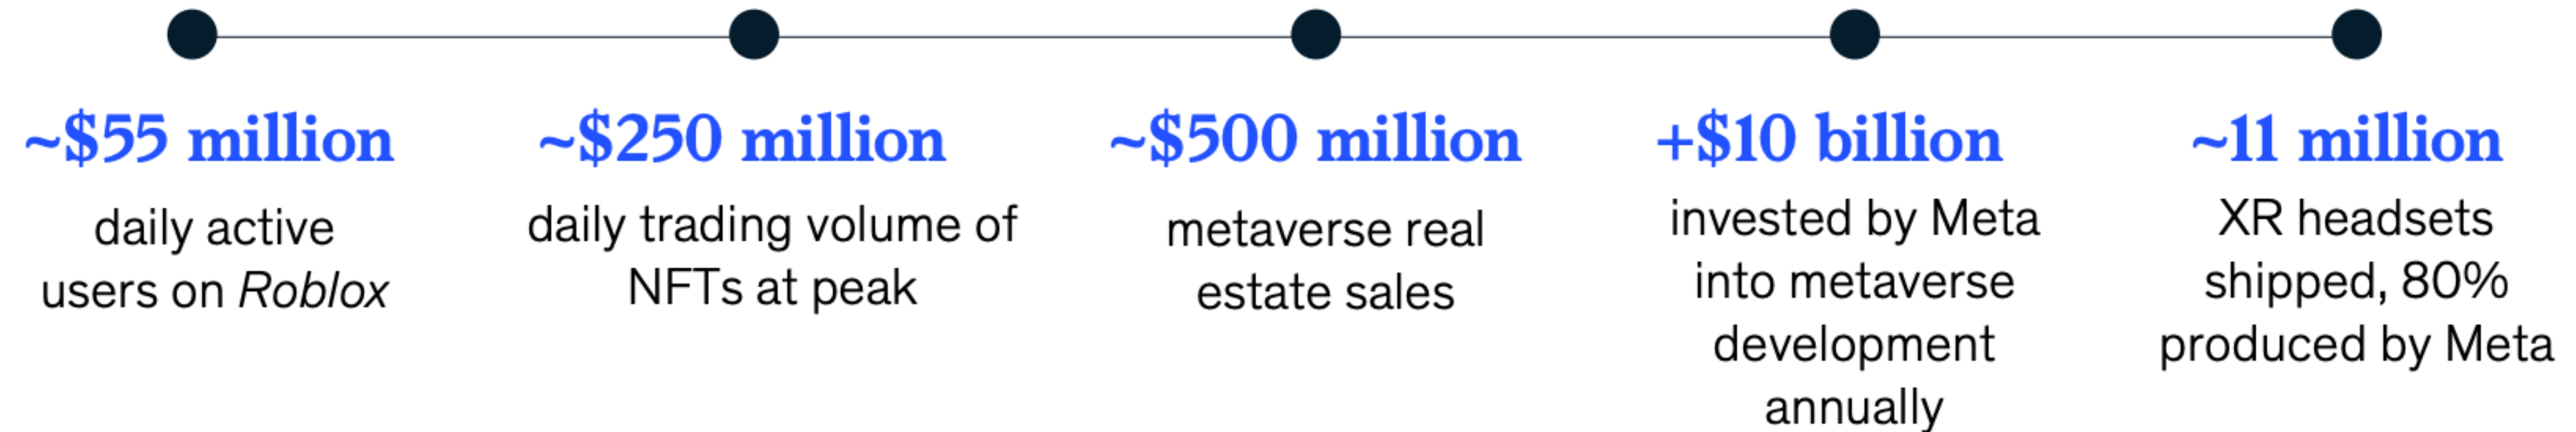 ~$55 million
daily active
users on Roblox
~$250 million
daily trading volume of
NFTs at peak
~$500 million
metaverse real
estate sales
+$10 billion
invested by Meta
into metaverse
development
annually
~11 million
XR headsets
shipped, 80%
produced by Meta